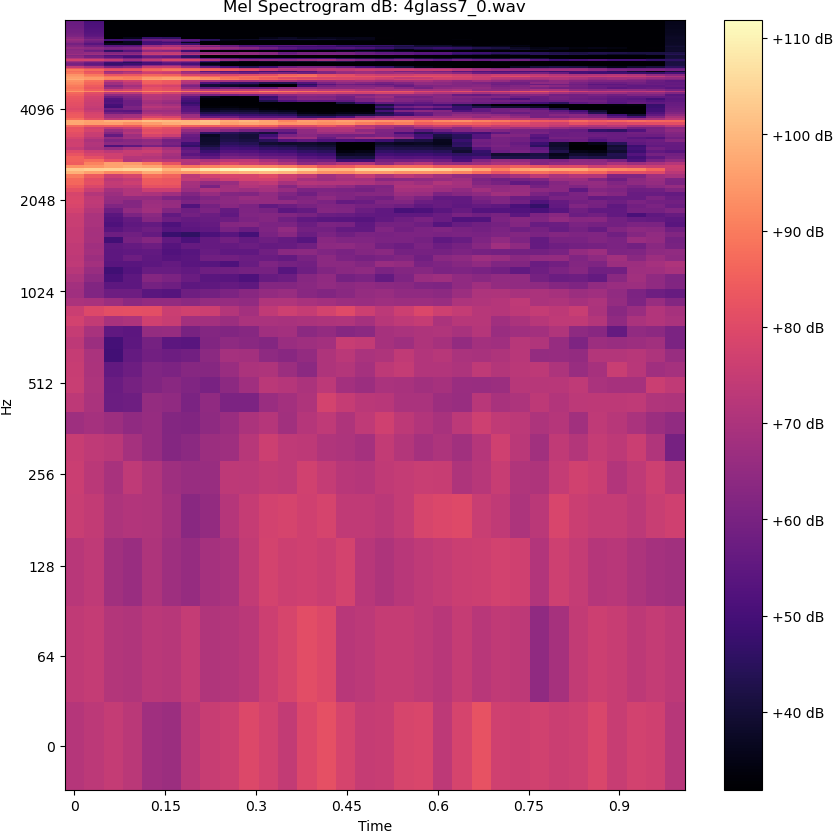 Mel Spectrogram dB: 4glass7_0.wav
+110 dB
4096
+100 dB
2048
+90 dB
1024
+80 dB
512
Hz
+70 dB
256
+60 dB
128
+50 dB
64
+40 dB
0
0 0.15 0.3 0.45 0.6 0.75 0.9
Time